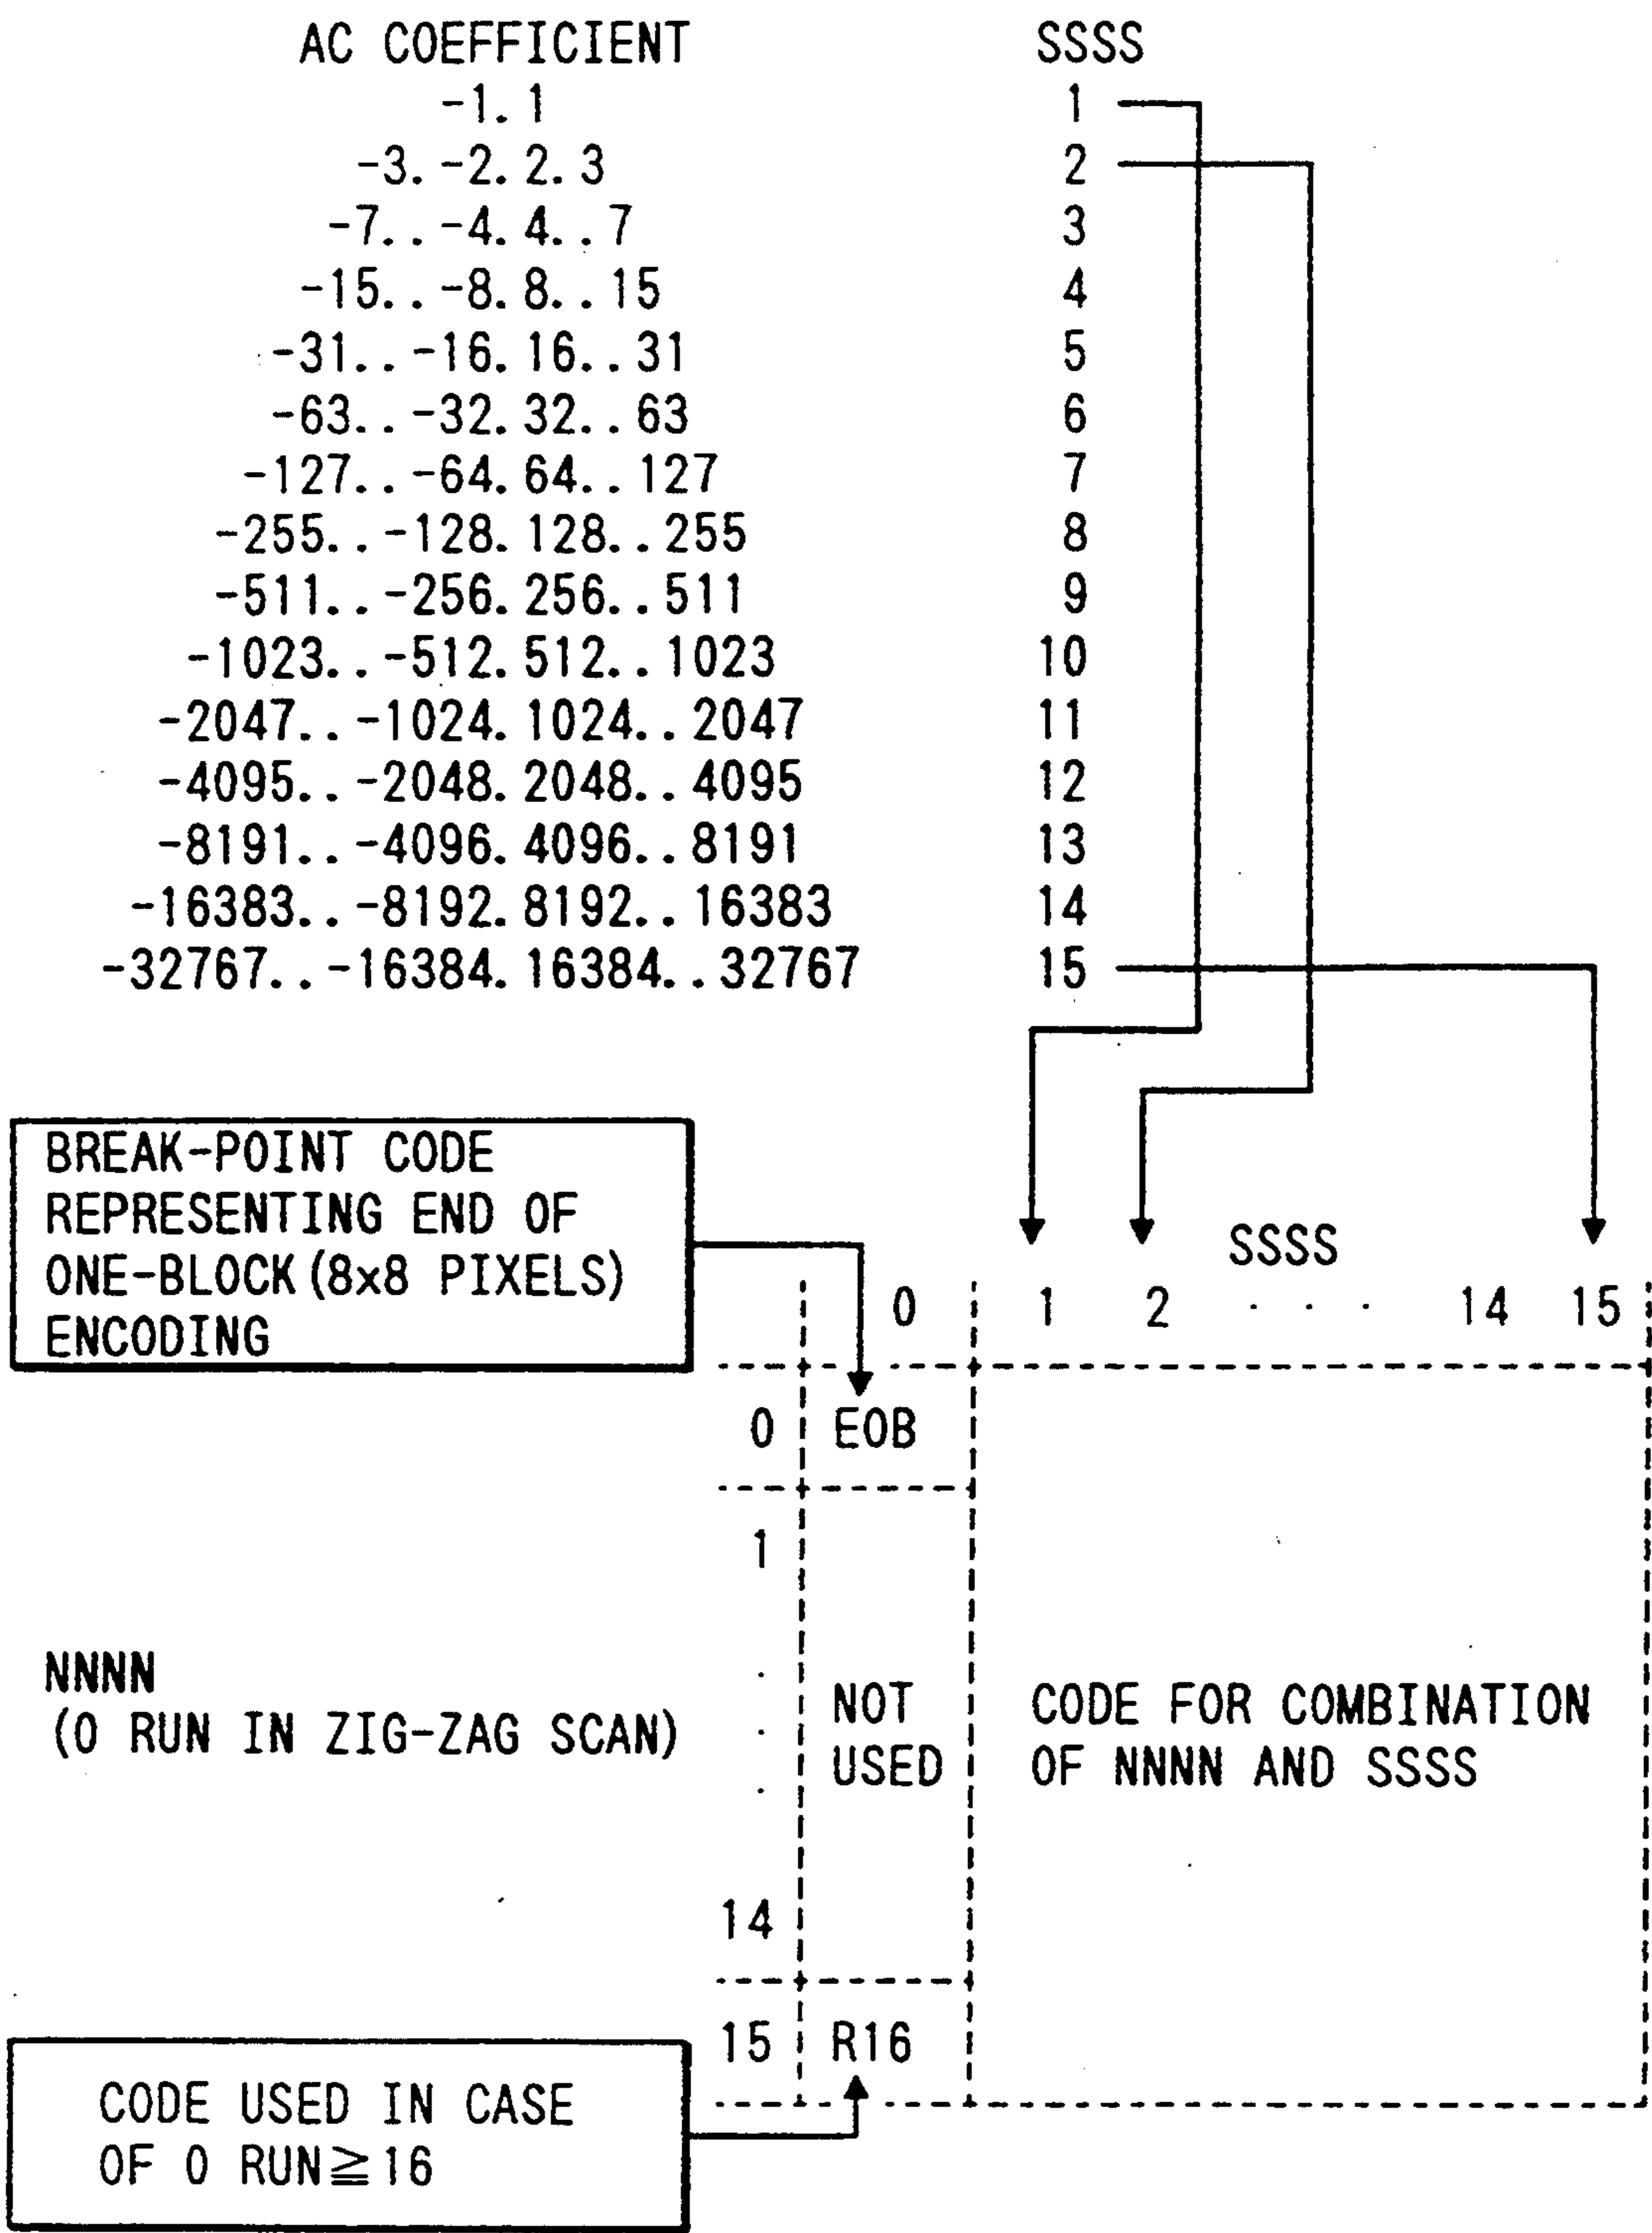 AC COEFFICIENT SSSS
-1. 1 1
-3. -2. 2. 3 2
-7.. -4. 4.. 7 3
-15.. -8. 8.. 15 4
-31.. -16. 16.. 31 5
-63.. -32. 32.. 63 6
-127.. -64. 64.. 127 7
-255.. -128. 128.. 255 8
-511.. -256. 256.. 511 9
-1023.. -512. 512.. 1023 10
-2047.. -1024. 1024.. 2047 11
-4095.. -2048. 2048.. 4095 12
-8191.. -4096. 4096.. 8191 13
-16383.. -8192. 8192.. 16383 14
-32767.. -16384. 16384.. 32767 15
BREAK-POINT CODE
REPRESENTING END OF
ONE-BLOCK (8x8 PIXELS)
ENCODING
SSSS
0 1 2 · · · 14 15
0 EOB
1
NNNN
(0 RUN IN ZIG-ZAG SCAN)
·
·
·
NOT
USED
CODE FOR COMBINATION
OF NNNN AND SSSS
14
15 R16
CODE USED IN CASE
OF 0 RUN≧16